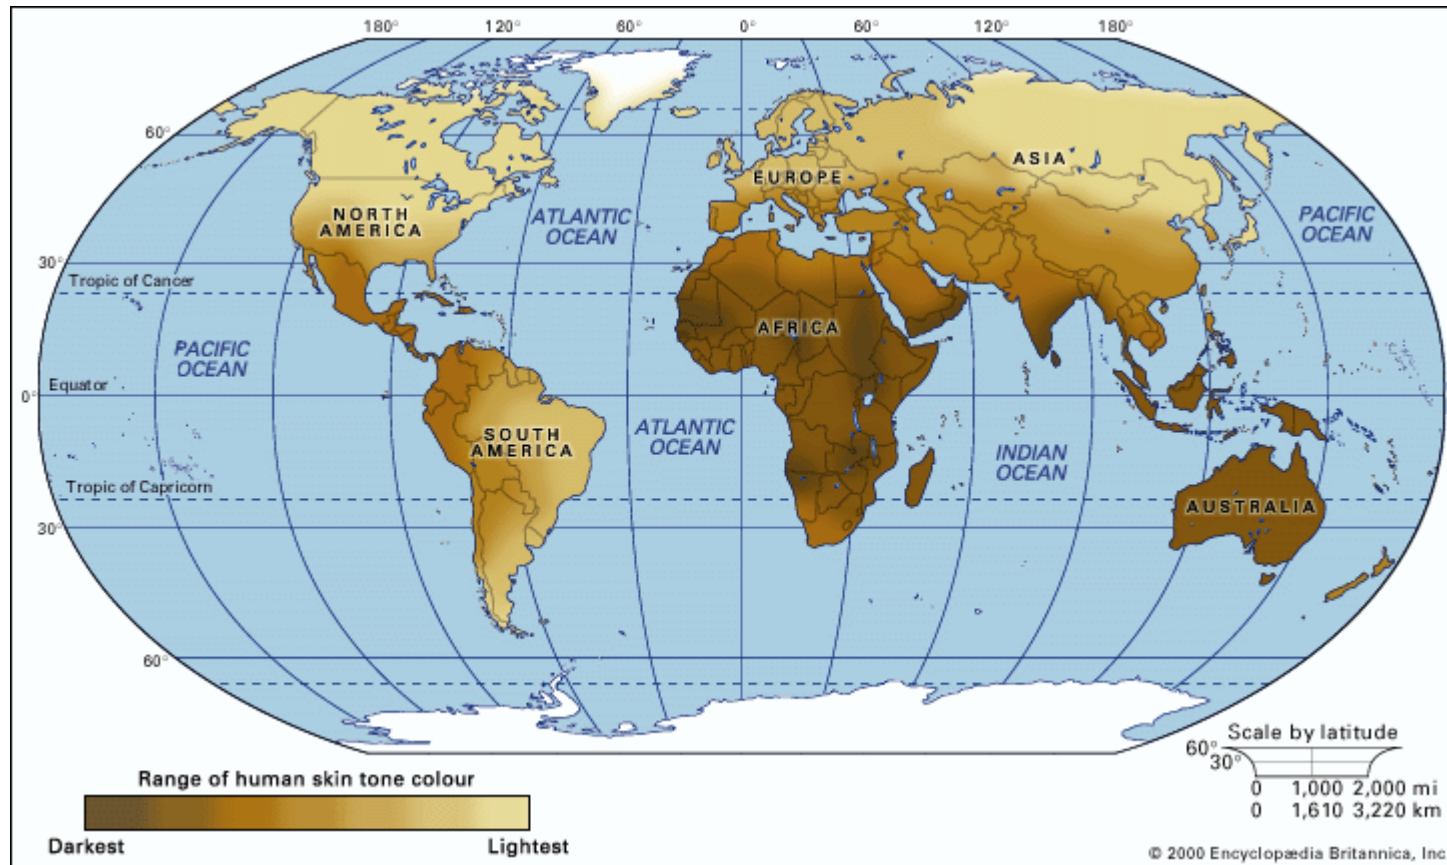 180° 120° 60° 0° 60° 120° 180°
60°
ASIA
EUROPE
NORTH
AMERICA
ATLANTIC
OCEAN
PACIFIC
OCEAN
30°
Tropic of Cancer
AFRICA
PACIFIC
OCEAN
Equator
0°
SOUTH
AMERICA
ATLANTIC
OCEAN
INDIAN
OCEAN
Tropic of Capricorn
AUSTRALIA
30°
60°
Range of human skin tone colour
Darkest Lightest
Scale by latitude
60°
30°
0 1,000 2,000 mi
0 1,610 3,220 km
© 2000 Encyclopædia Britannica, Inc